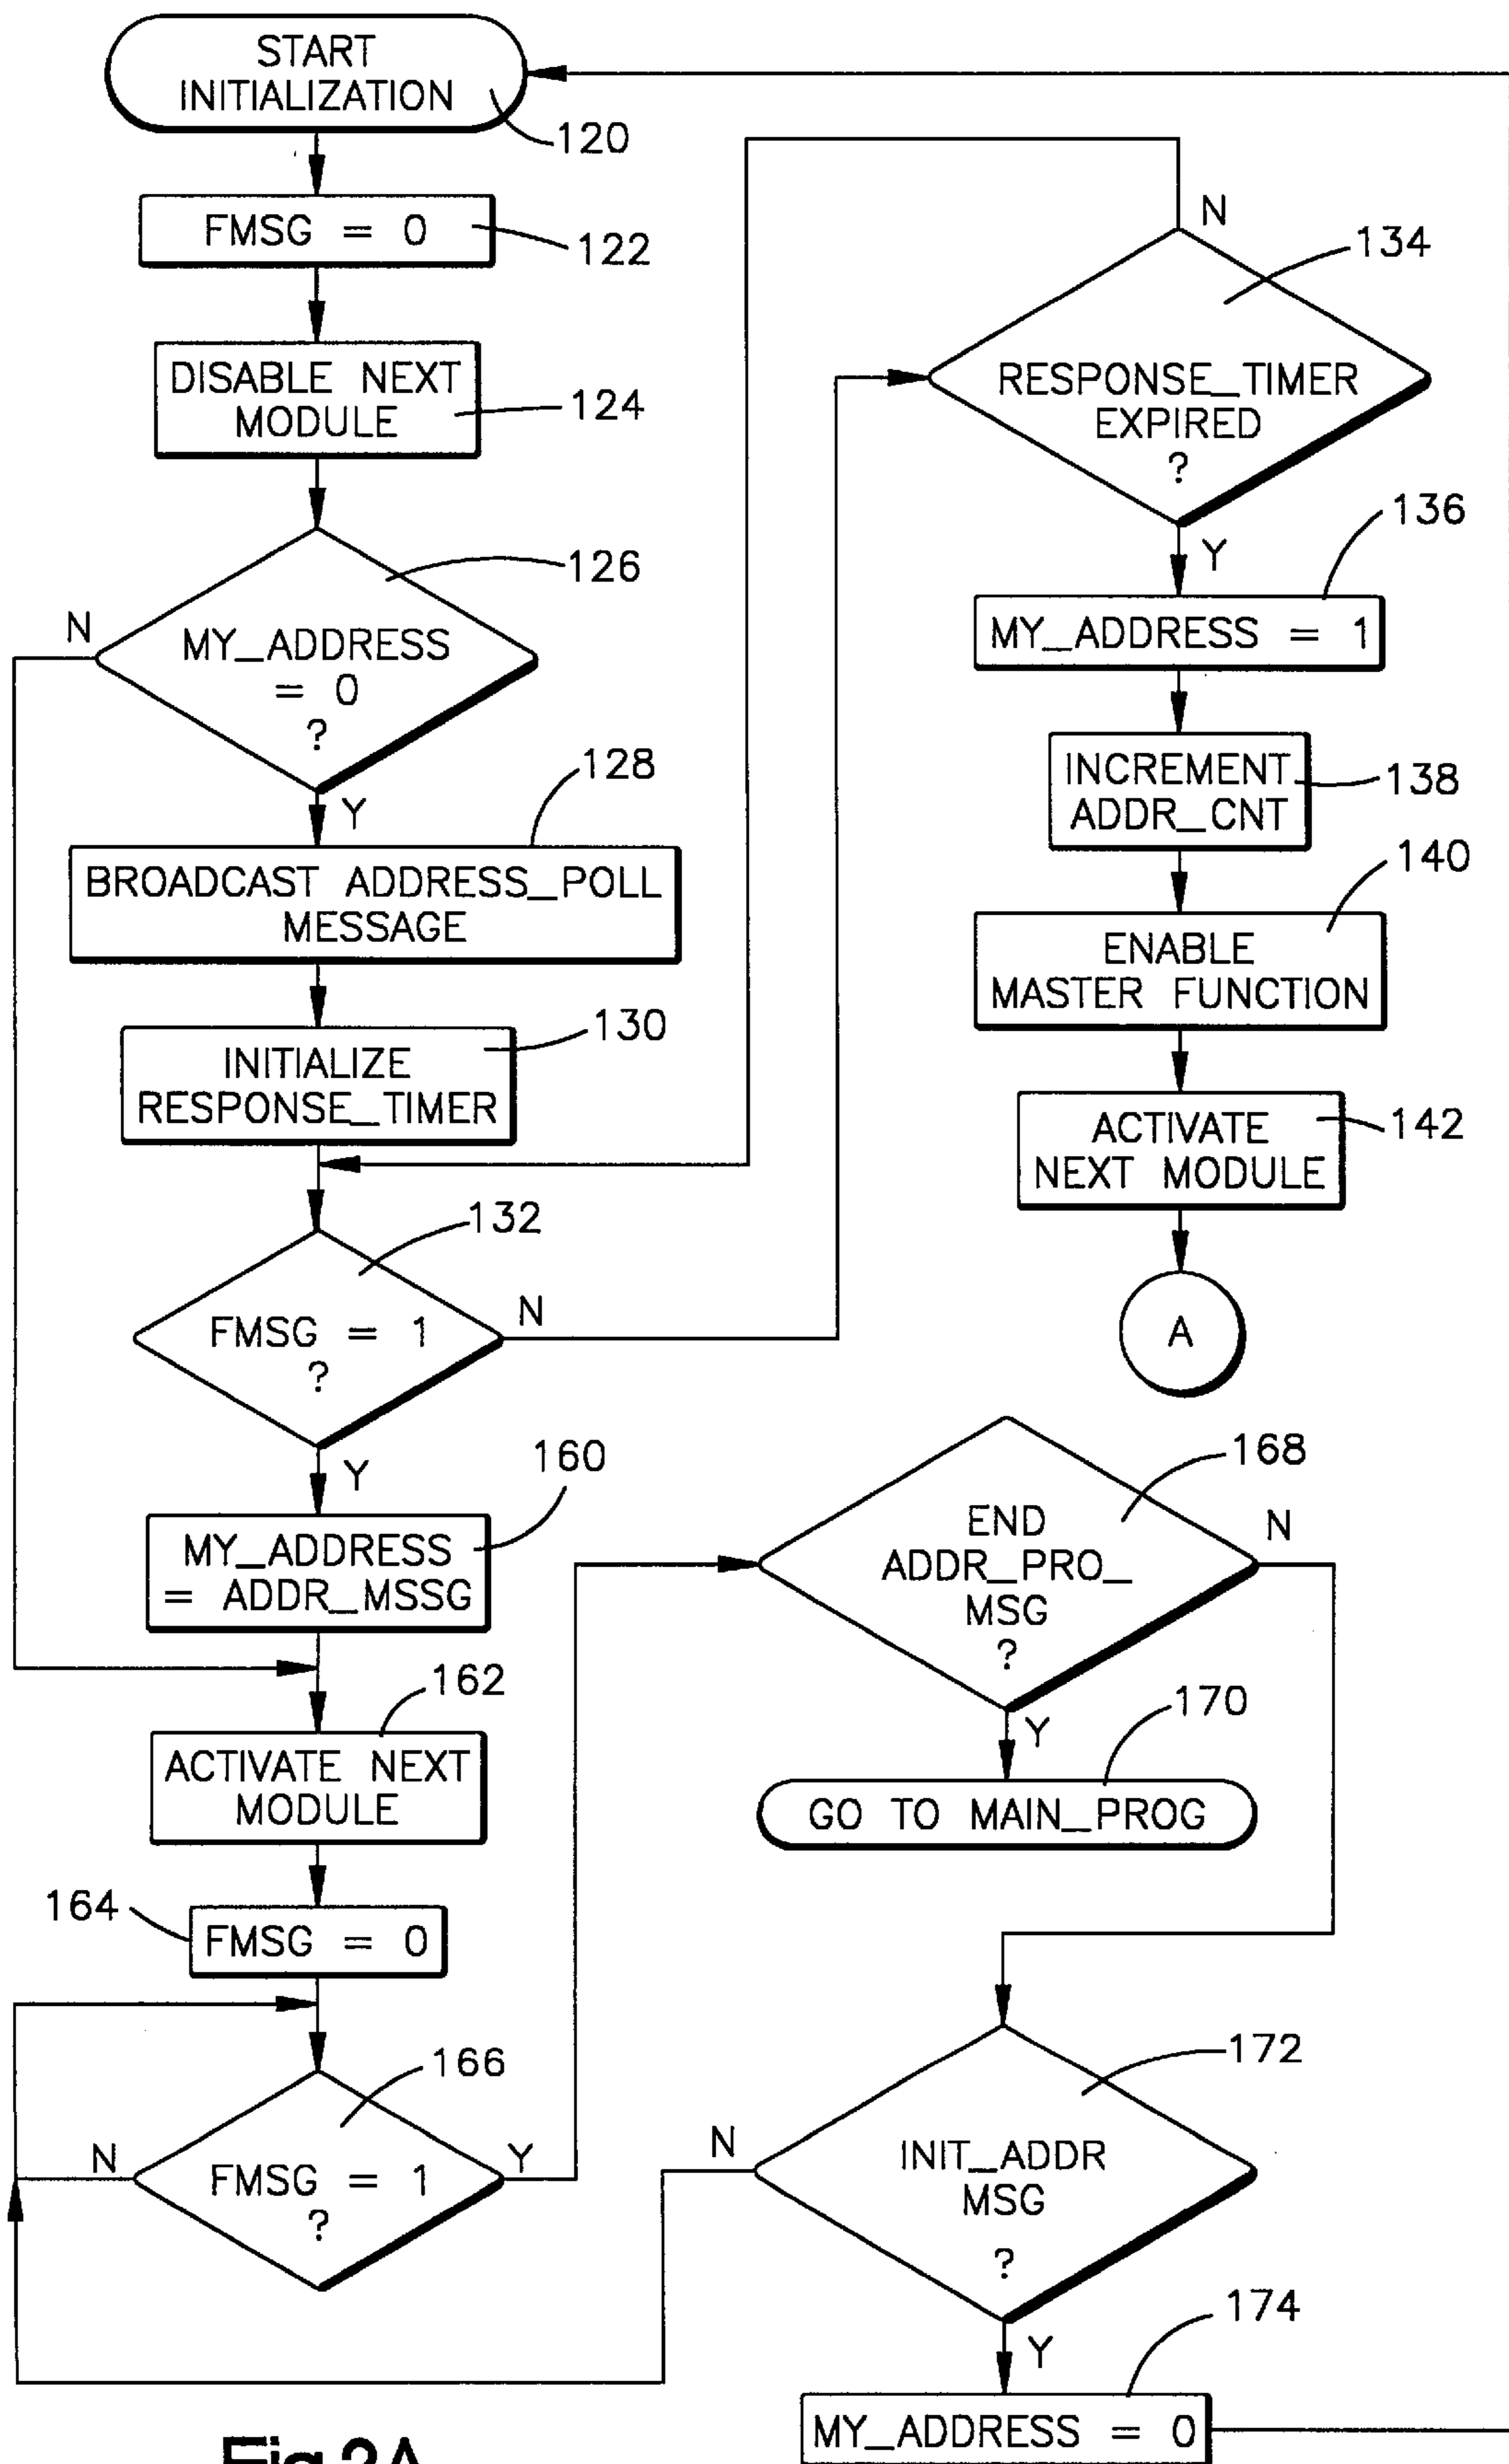 START
INITIALIZATION
120
FMSG = 0
122
DISABLE NEXT
MODULE
124
126
MY_ADDRESS
= 0
?
N
Y
128
BROADCAST ADDRESS_POLL
MESSAGE
130
INITIALIZE
RESPONSE_TIMER
132
FMSG = 1
?
N
Y
134
RESPONSE_TIMER
EXPIRED
?
N
Y
136
MY_ADDRESS = 1
INCREMENT
ADDR_CNT
138
140
ENABLE
MASTER FUNCTION
ACTIVATE
NEXT MODULE
142
A
160
MY_ADDRESS
= ADDR_MSSG
162
ACTIVATE NEXT
MODULE
164
FMSG = 0
166
FMSG = 1
?
N
Y
168
END
ADDR_PRO_
MSG
?
N
Y
170
GO TO MAIN_PROG
172
INIT_ADDR
MSG
?
N
Y
174
MY_ADDRESS = 0
Fig.2A